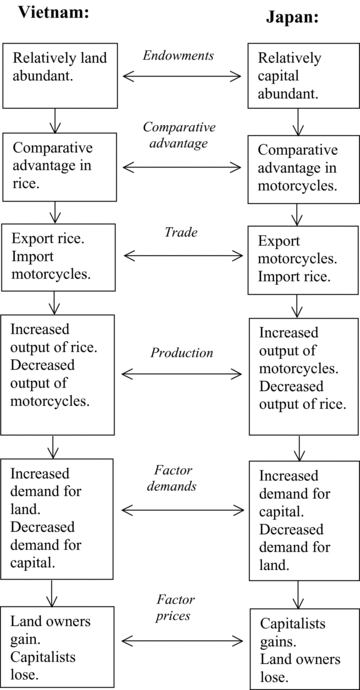 Vietnam:
Japan:
Relatively land
abundant.
Endowments
Relatively
capital
abundant.
Comparative
advantage in
rice.
Comparative
advantage
Comparative
advantage in
motorcycles.
Export rice.
Import
motorcycles.
Trade
Export
motorcycles.
Import rice.
Increased
output of rice.
Decreased
output of
motorcycles.
Production
Increased
output of
motorcycles.
Decreased
output of rice.
Increased
demand for
land.
Decreased
demand for
capital.
Factor
demands
Increased
demand for
capital.
Decreased
demand for
land.
Land owners
gain.
Capitalists
lose.
Factor
prices
Capitalists
gains.
Land owners
lose.